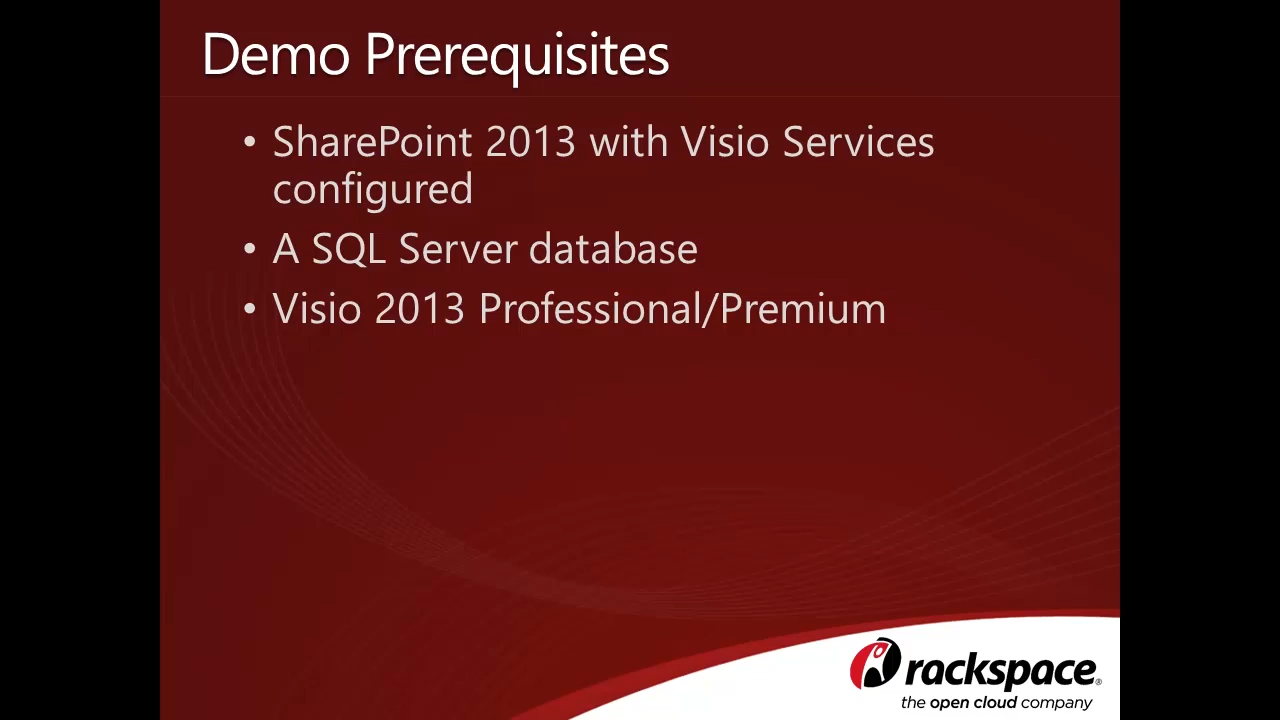 Demo Prerequisites
• SharePoint 2013 with Visio Services
configured
• A SQL Server database
• Visio 2013 Professional/Premium
rackspace®
the open cloud company